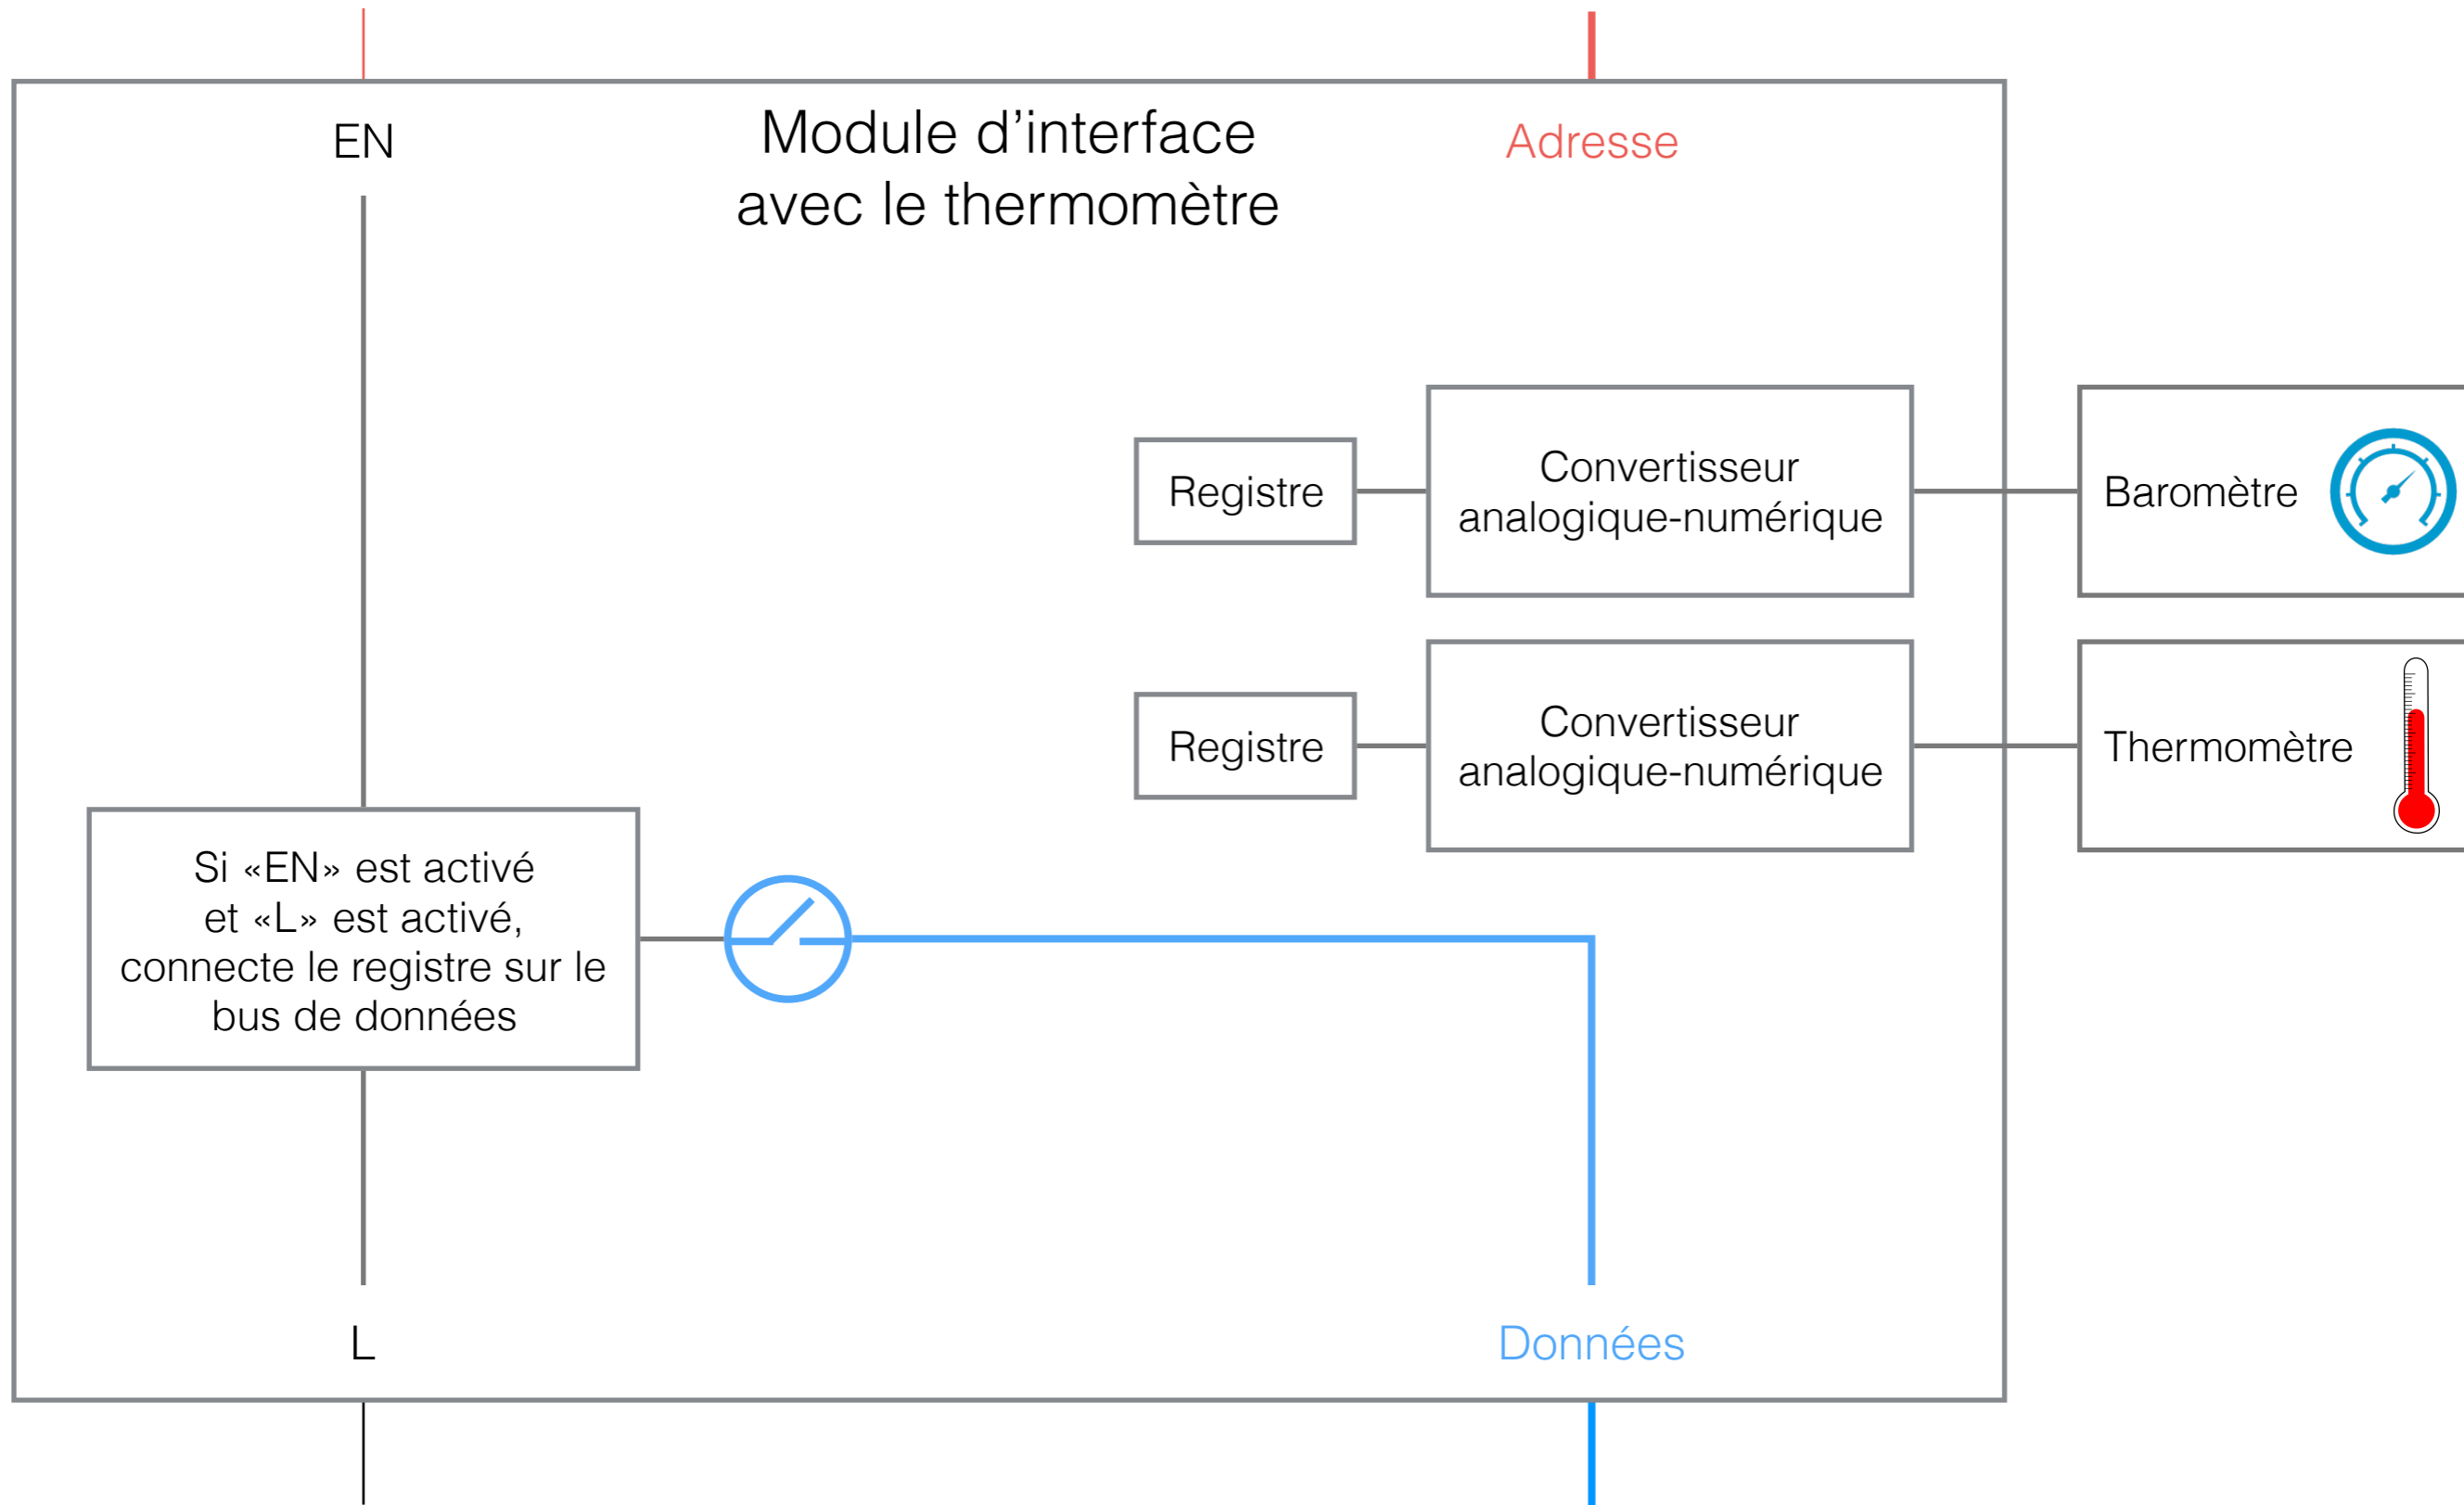 EN
Module d’interface
avec le thermomètre
Adresse
Registre
Convertisseur
analogique-numérique
Baromètre
Registre
Convertisseur
analogique-numérique
Thermomètre
Si «EN» est activé
et «L» est activé,
connecte le registre sur le
bus de données
L
Données